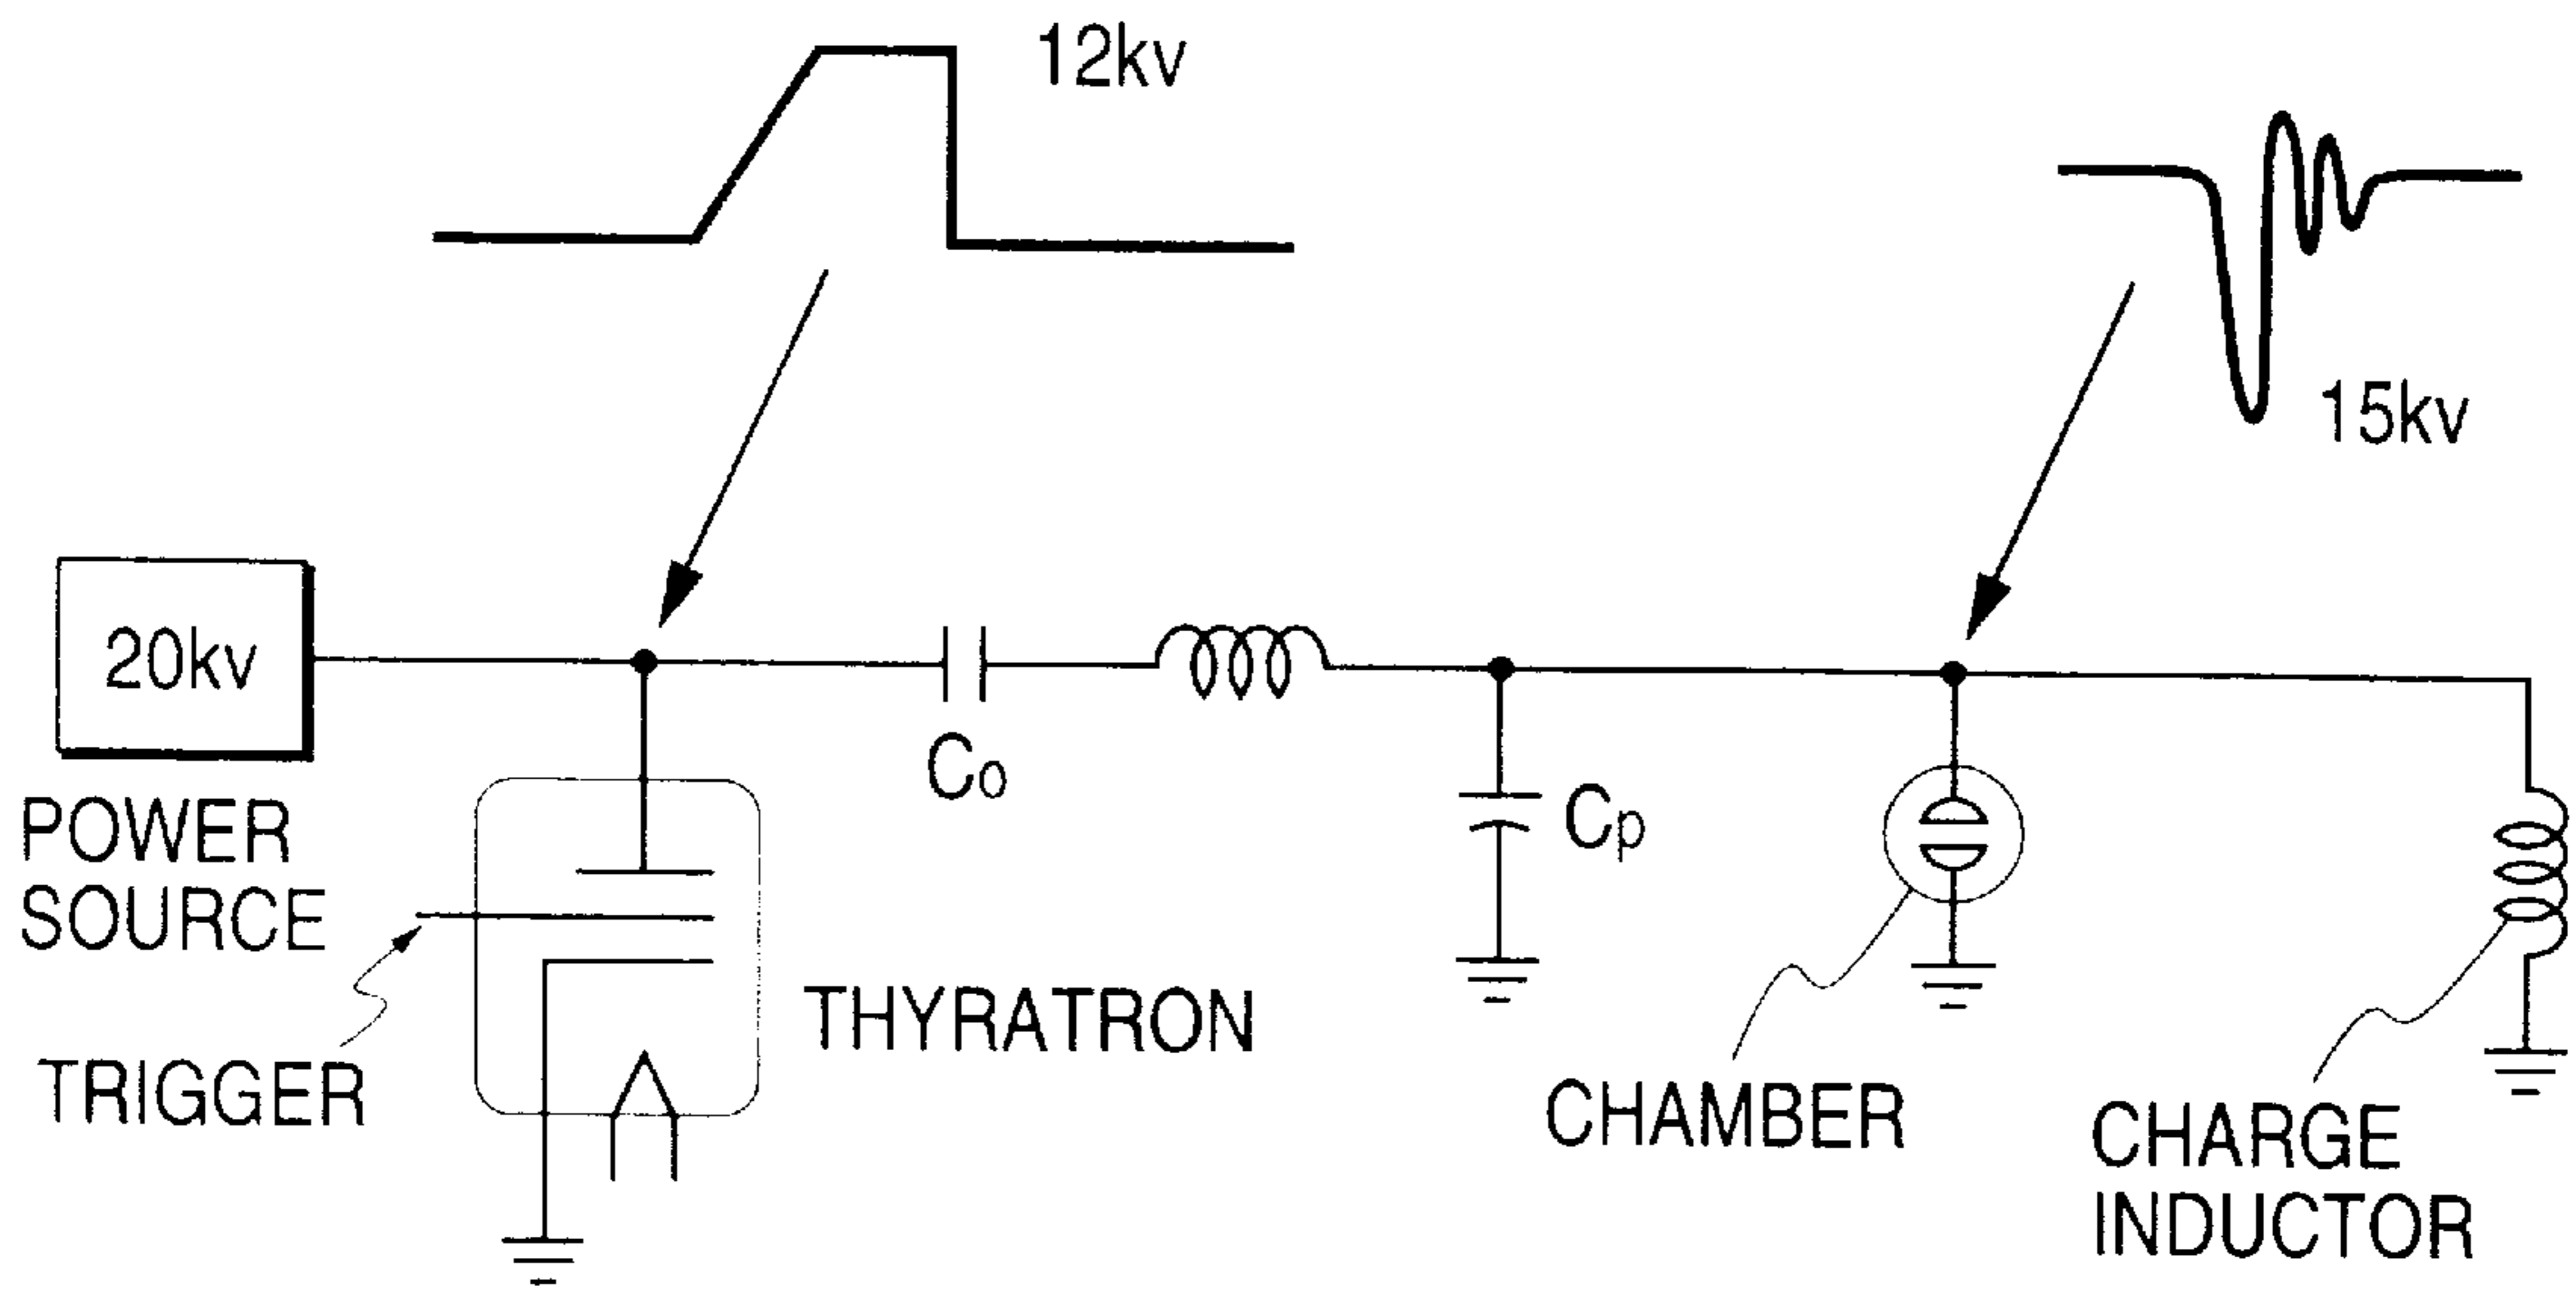 12kv
15kv
20kv
POWER
SOURCE
Co
Cp
TRIGGER
THYRATRON
CHAMBER
CHARGE
INDUCTOR